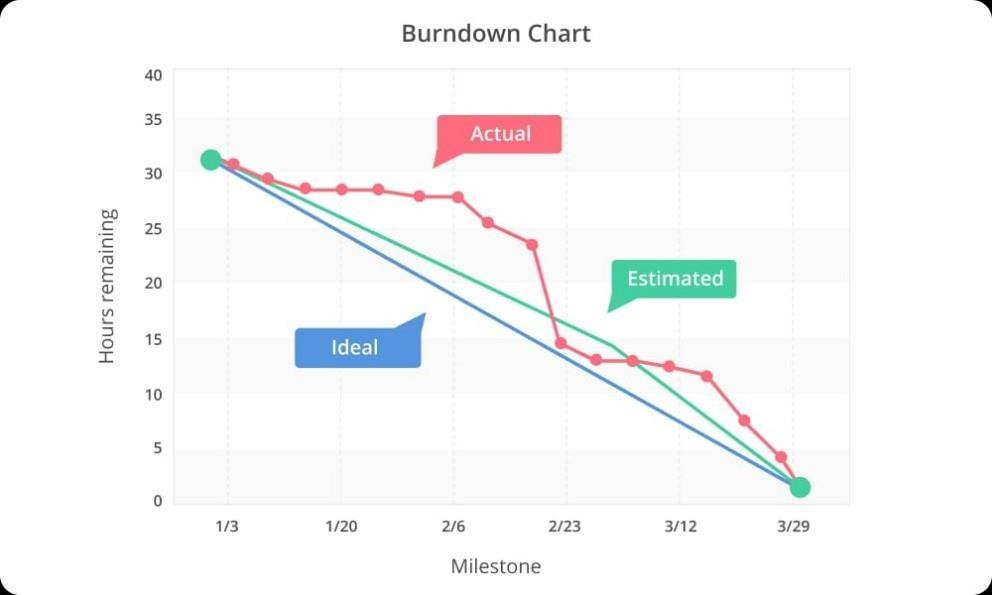 Burndown Chart
40
35
30
25
20
15
10
5
0
Hours remaining
Actual
Estimated
Ideal
1/3 1/20 2/6 2/23 3/12 3/29
Milestone